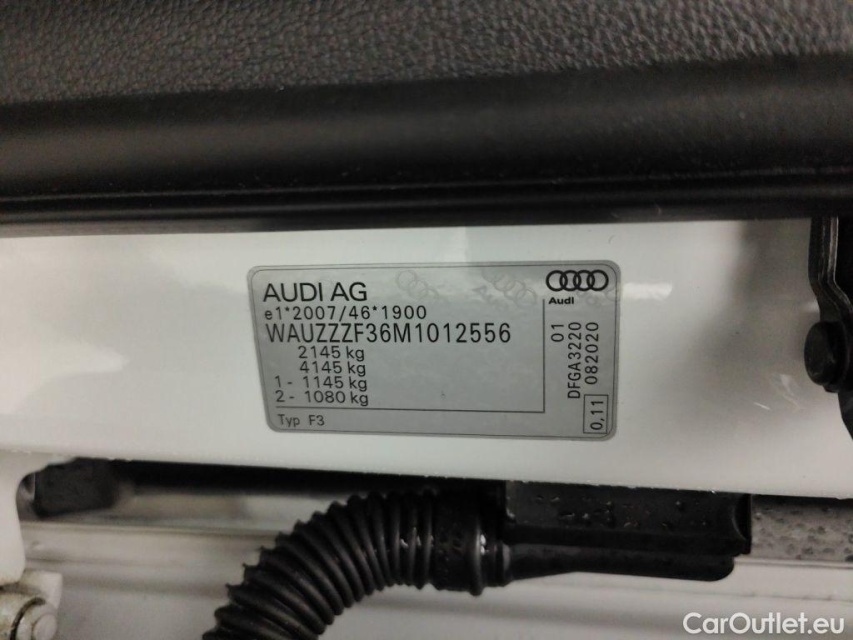 AUDI AG
Audi
e1*2007/46*1900
WAUZZZF36M1012556
2145 kg
4145 kg
1 - 1145 kg
2 - 1080 kg
Typ F3
01
DFGA3220
082020
0,11
CarOutlet.eu